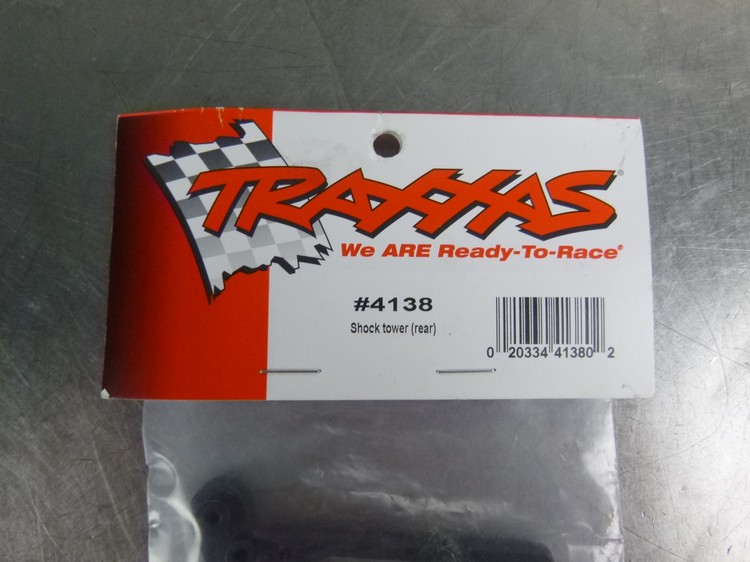 TRAXXAS®
We ARE Ready-To-Race®
#4138
Shock tower (rear)
0 20334 41380 2